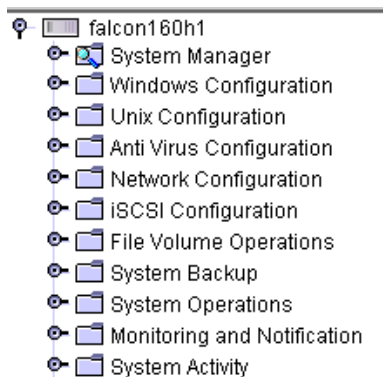 falcon160h1
System Manager
Windows Configuration
Unix Configuration
Anti Virus Configuration
Network Configuration
iSCSI Configuration
File Volume Operations
System Backup
System Operations
Monitoring and Notification
System Activity